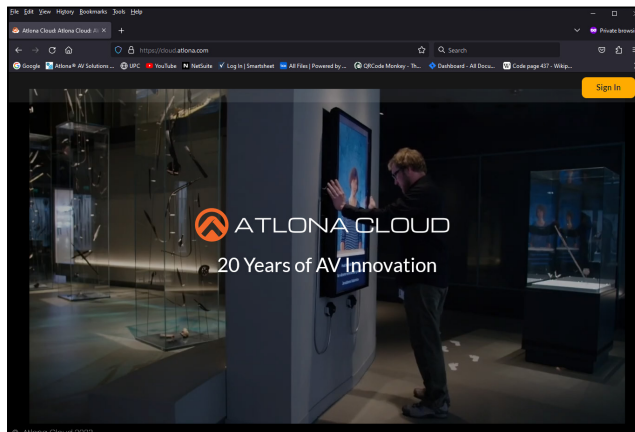 File Edit View History Bookmarks Tools Help
Atlona Cloud: Atlona Cloud: AV
Private browsi
https://cloud.atlona.com
Search
Google
Atlona® AV Solutions ...
UPC
YouTube
NetSuite
Log In | Smartsheet
All Files | Powered by ...
QRCode Monkey - Th...
Dashboard - All Docu...
Code page 437 - Wikip...
Sign In
ATLONA CLOUD
20 Years of AV Innovation